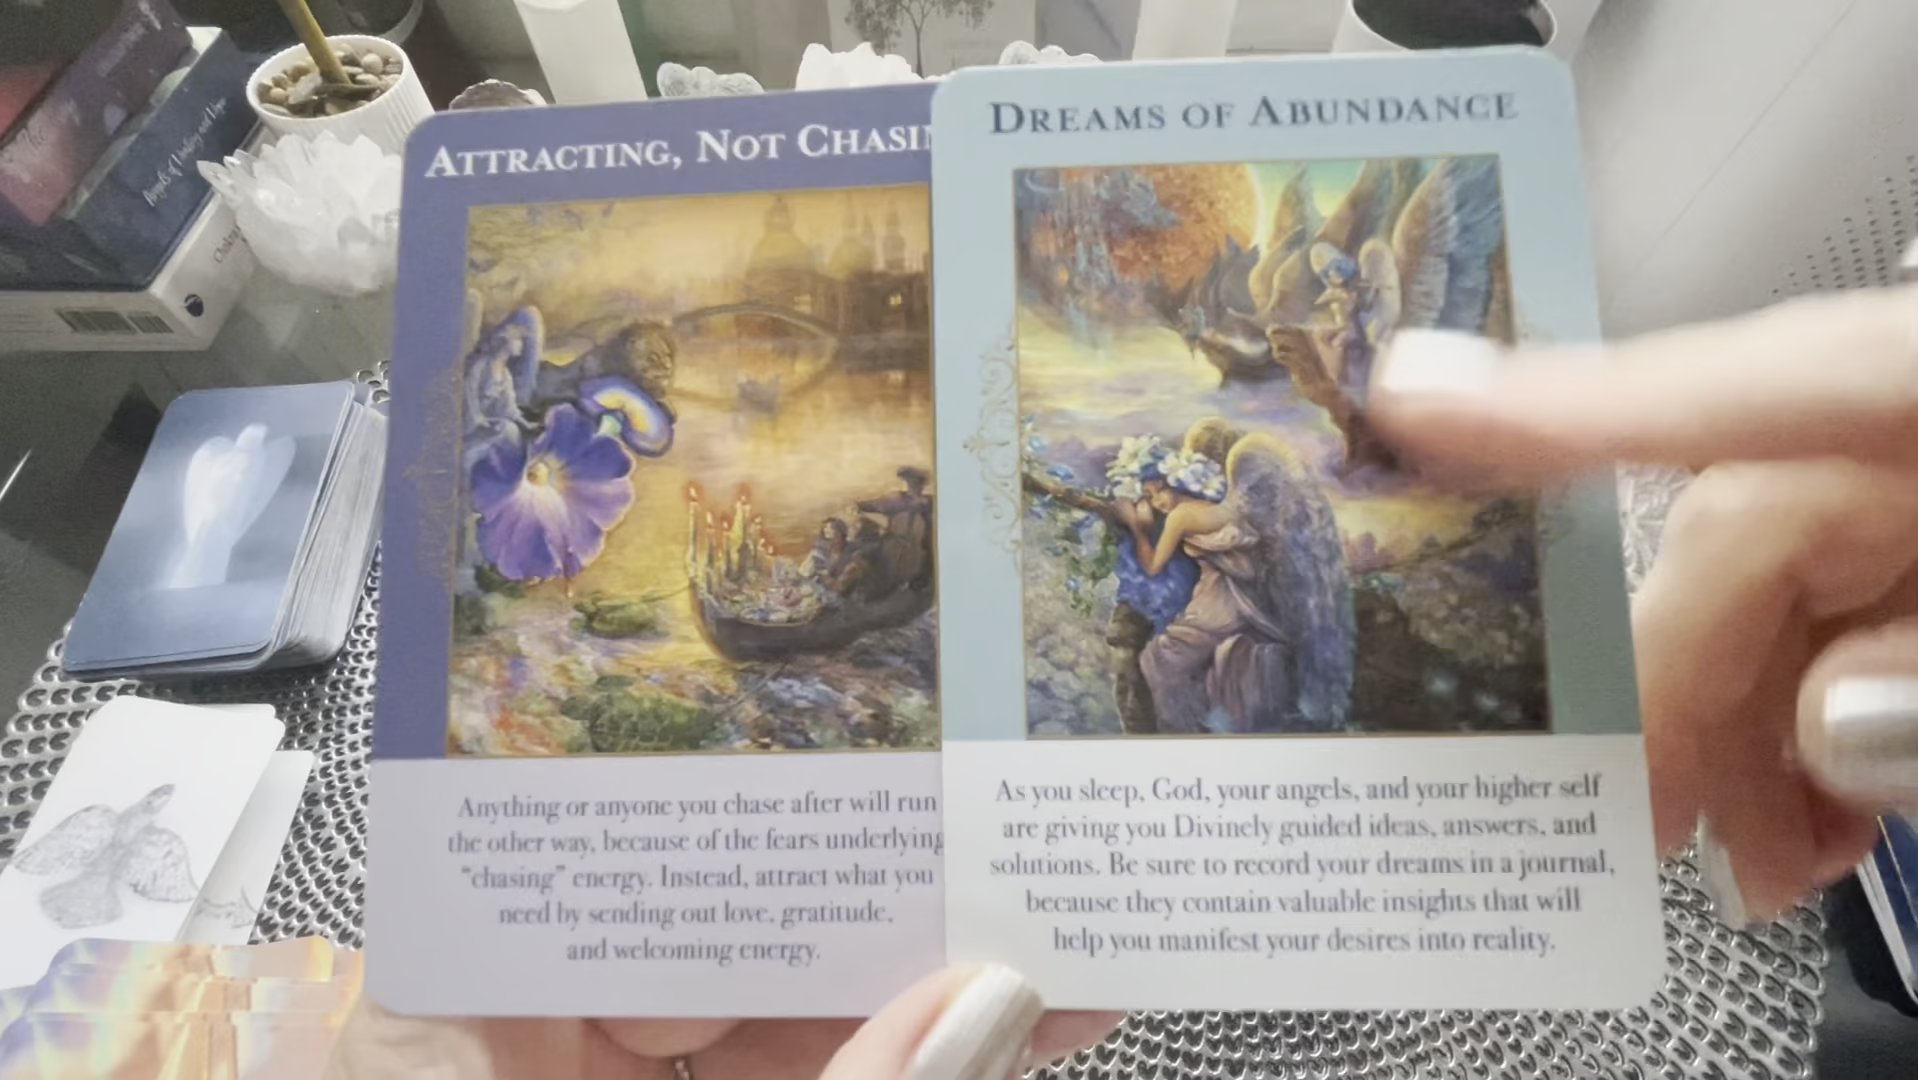 ATTRACTING, NOT CHASIN
Anything or anyone you chase after will run
the other way, because of the fears underlying
"chasing" energy. Instead, attract what you
need by sending out love, gratitude,
and welcoming energy.
DREAMS OF ABUNDANCE
As you sleep, God, your angels, and your higher self
are giving you Divinely guided ideas, answers, and
solutions. Be sure to record your dreams in a journal,
because they contain valuable insights that will
help you manifest your desires into reality.
Angels of
Chakra